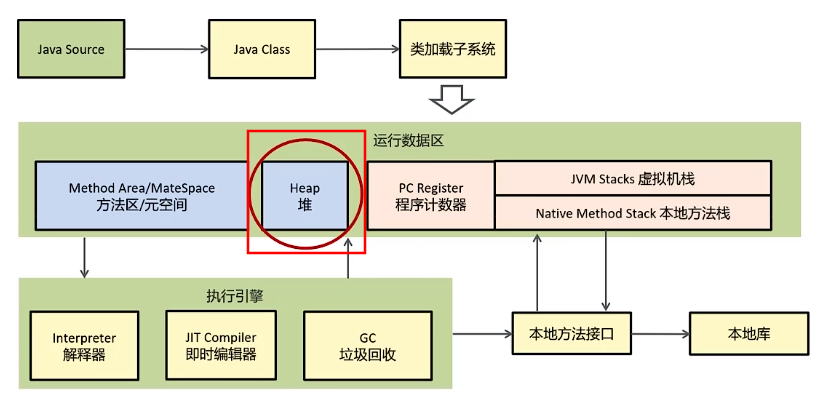 Java Source
Java Class
类加载子系统
运行数据区
Method Area/MateSpace
方法区/元空间
Heap
堆
PC Register
程序计数器
JVM Stacks 虚拟机栈
Native Method Stack 本地方法栈
执行引擎
Interpreter
解释器
JIT Compiler
即时编辑器
GC
垃圾回收
本地方法接口
本地库